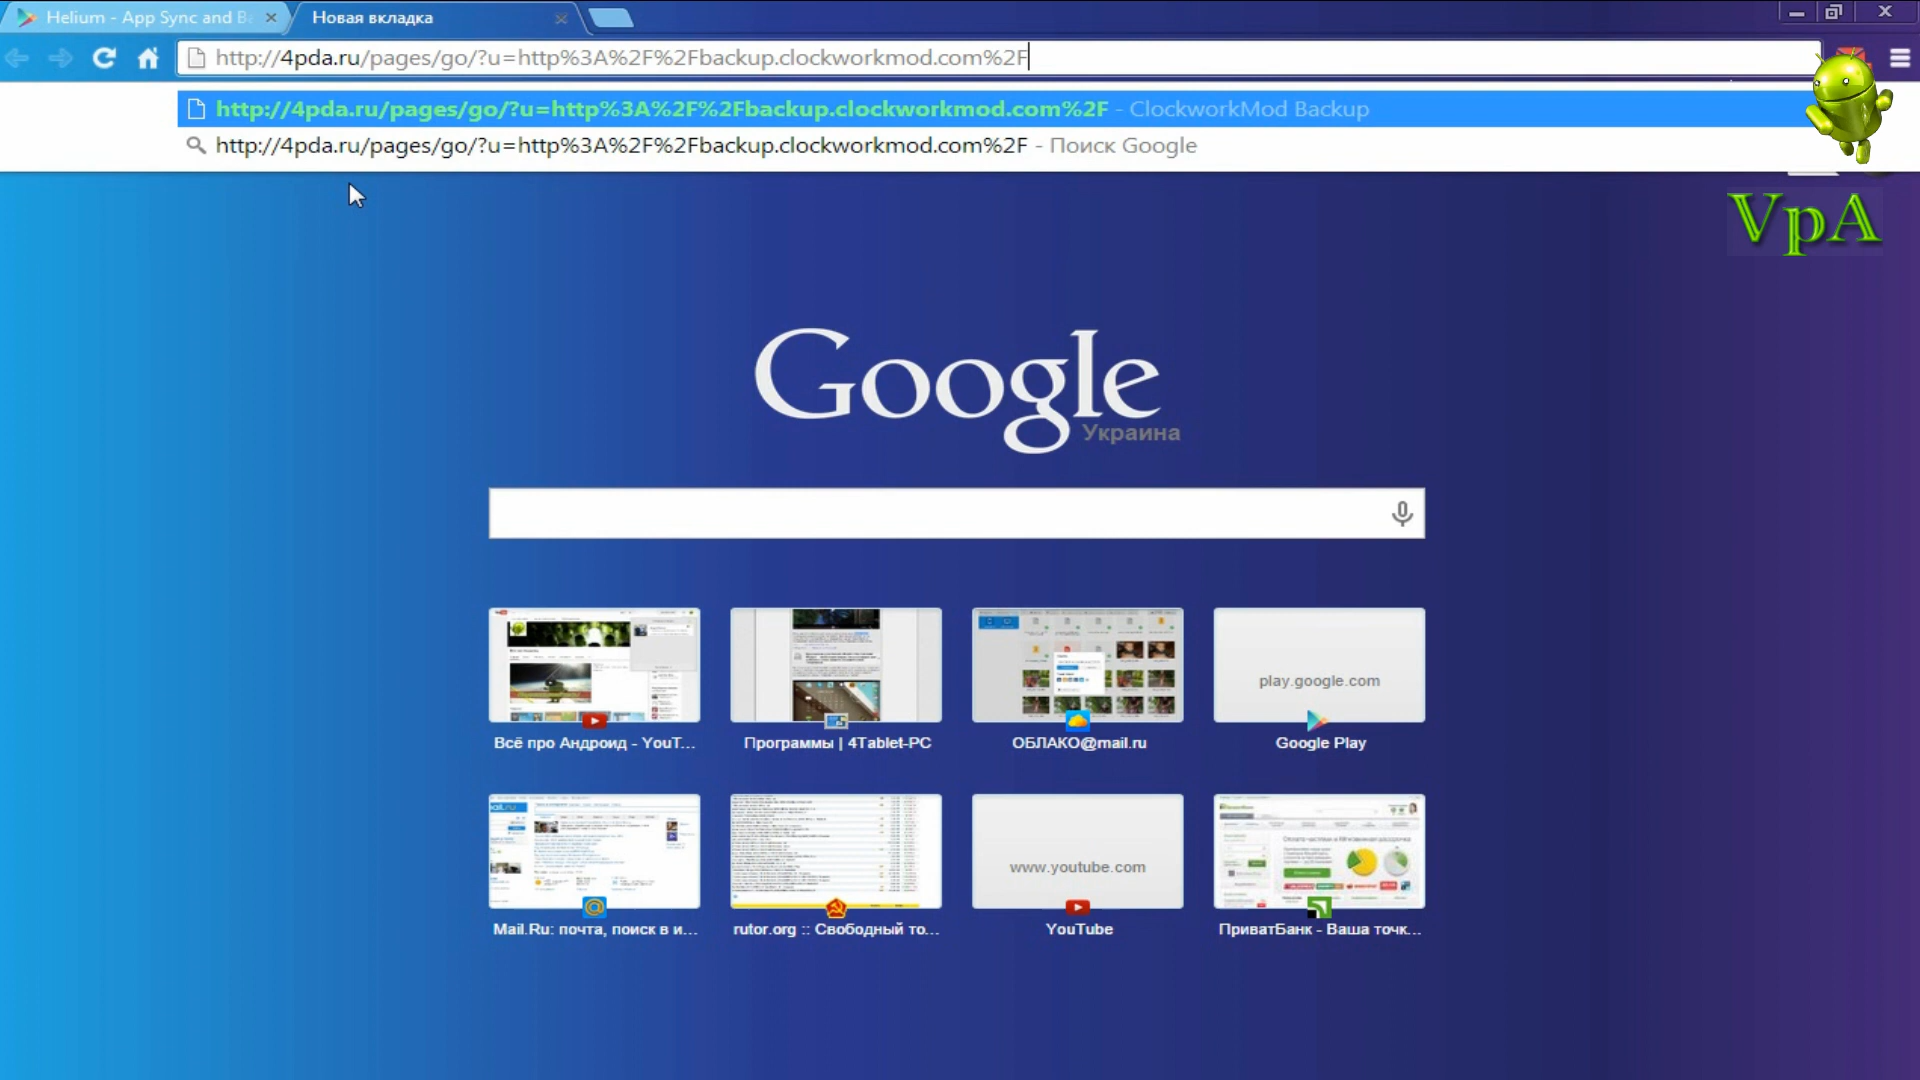 Helium - App Sync and Ba
Новая вкладка
http://4pda.ru/pages/go/?u=http%3A%2F%2Fbackup.clockworkmod.com%2F
http://4pda.ru/pages/go/?u=http%3A%2F%2Fbackup.clockworkmod.com%2F - ClockworkMod Backup
http://4pda.ru/pages/go/?u=http%3A%2F%2Fbackup.clockworkmod.com%2F - Поиск Google
VpA
Google
Украина
play.google.com
Всё про Андроид - YouT...
Программы | 4Tablet-PC
ОБЛАКО@mail.ru
Google Play
www.youtube.com
Mail.Ru: почта, поиск в и...
rutor.org :: Свободный то...
YouTube
ПриватБанк - Ваша точк...